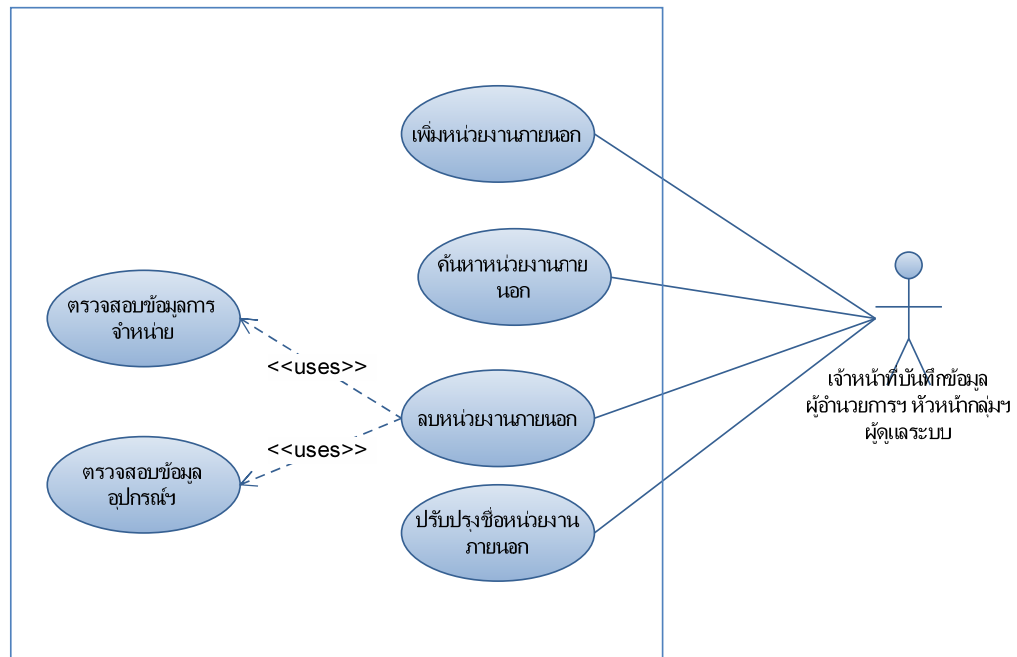 เพิ่มหน่วยงานภายนอก
ค้นหาหน่วยงานภาย
นอก
ตรวจสอบข้อมูลการ
จำหน่าย
<<uses>>
ลบหน่วยงานภายนอก
<<uses>>
ตรวจสอบข้อมูล
อุปกรณ์ฯ
ปรับปรุงชื่อหน่วยงาน
ภายนอก
เจ้าหน้าที่บันทึกข้อมูล
ผู้อำนวยการฯ หัวหน้ากลุ่มฯ
ผู้ดูแลระบบ